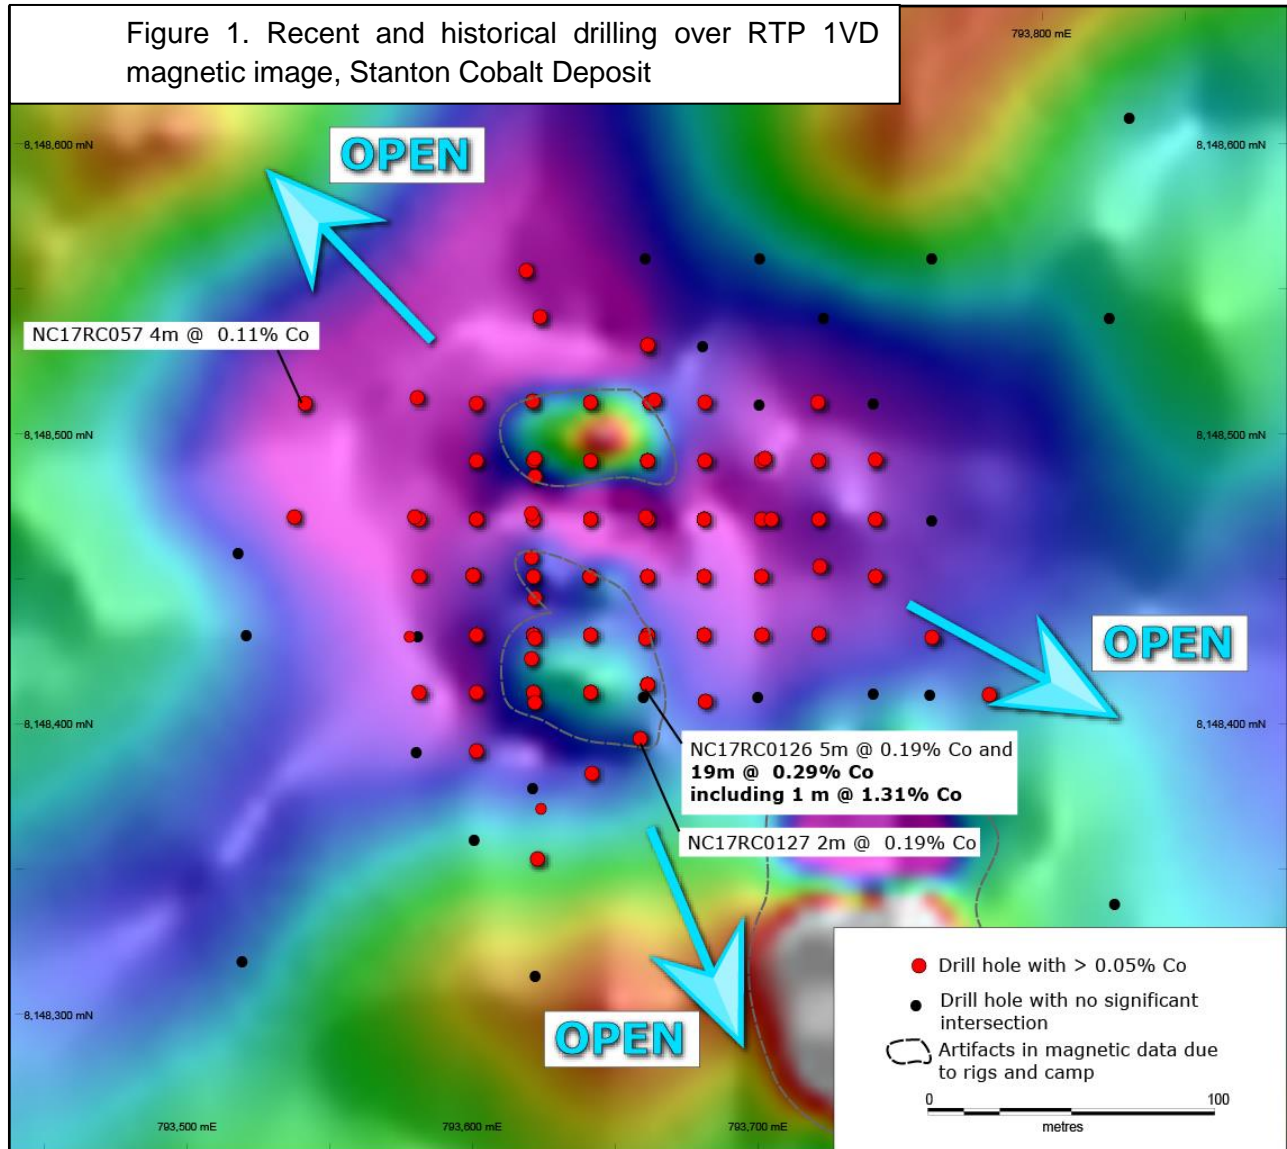 Figure 1. Recent and historical drilling over RTP 1VD
magnetic image, Stanton Cobalt Deposit
793,800 mE
OPEN
8,148,600 mN
8,148,600 mN
NC17RC057 4m @ 0.11% Co
8,148,500 mN
8,148,500 mN
OPEN
8,148,400 mN
8,148,400 mN
NC17RC0126 5m @ 0.19% Co and
19m @ 0.29% Co
including 1 m @ 1.31% Co
NC17RC0127 2m @ 0.19% Co
OPEN
8,148,300 mN
Drill hole with > 0.05% Co
Drill hole with no significant
intersection
Artifacts in magnetic data due
to rigs and camp
0 100
metres
793,500 mE
793,600 mE
793,700 mE